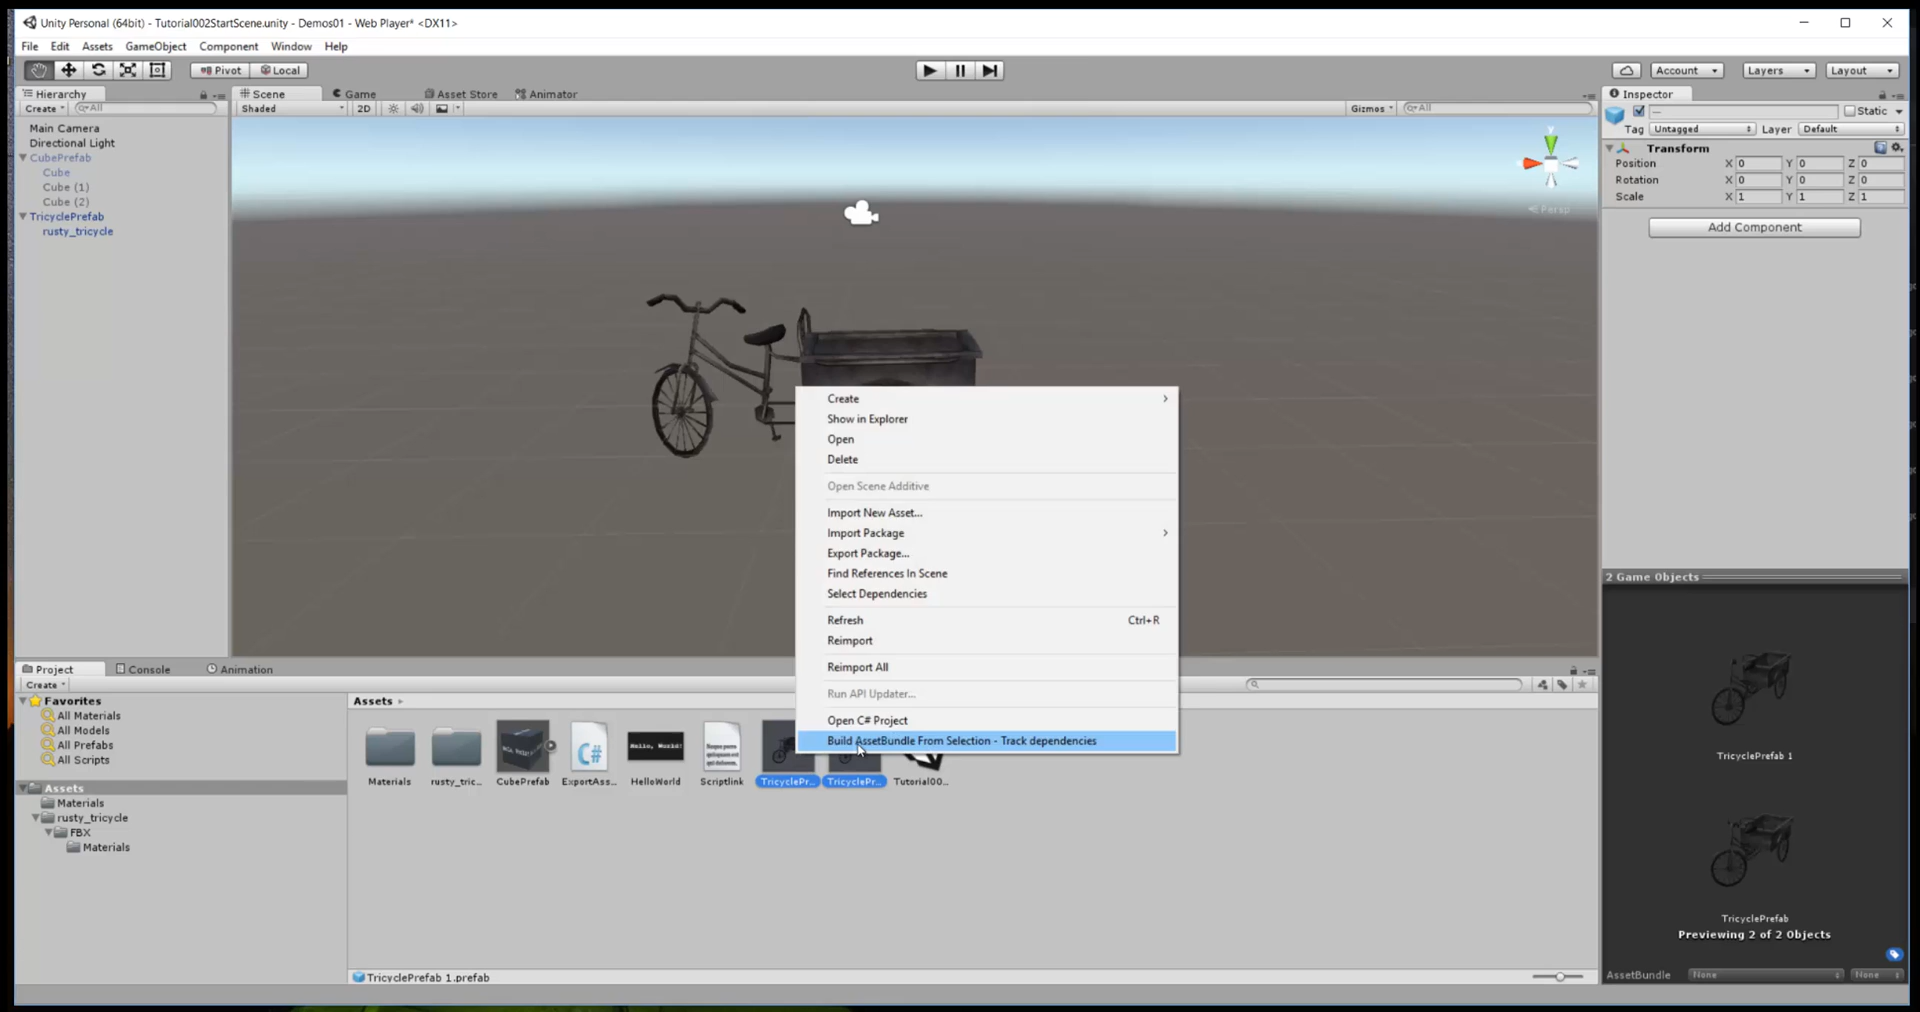 Unity Personal (64bit) - Tutorial002StartScene.unity - Demos01 - Web Player* <DX11>
File Edit Assets GameObject Component Window Help
Pivot Local Account Layers Layout
Hierarchy
Create All
Main Camera
Directional Light
CubePrefab
Cube
Cube (1)
Cube (2)
TricyclePrefab
rusty_tricycle
Scene Game Asset Store Animator
Shaded 2D Gizmos All
y
Persp
Create
Show in Explorer
Open
Delete
Open Scene Additive
Import New Asset...
Import Package
Export Package...
Find References In Scene
Select Dependencies
Refresh Ctrl+R
Reimport
Reimport All
Run API Updater...
Open C# Project
Build AssetBundle From Selection - Track dependencies
Inspector
— Static
Tag Untagged Layer Default
Transform
Position X 0 Y 0 Z 0
Rotation X 0 Y 0 Z 0
Scale X 1 Y 1 Z 1
Add Component
2 Game Objects
TricyclePrefab 1
TricyclePrefab
Previewing 2 of 2 Objects
AssetBundle None None
Project Console Animation
Create
Favorites
All Materials
All Models
All Prefabs
All Scripts
Assets
Materials
rusty_tricycle
FBX
Materials
Assets
C#
Hello, World!
Materials rusty_tric... CubePrefab ExportAss... HelloWorld Scriptlink TricyclePr... TricyclePr... Tutorial00...
TricyclePrefab 1.prefab